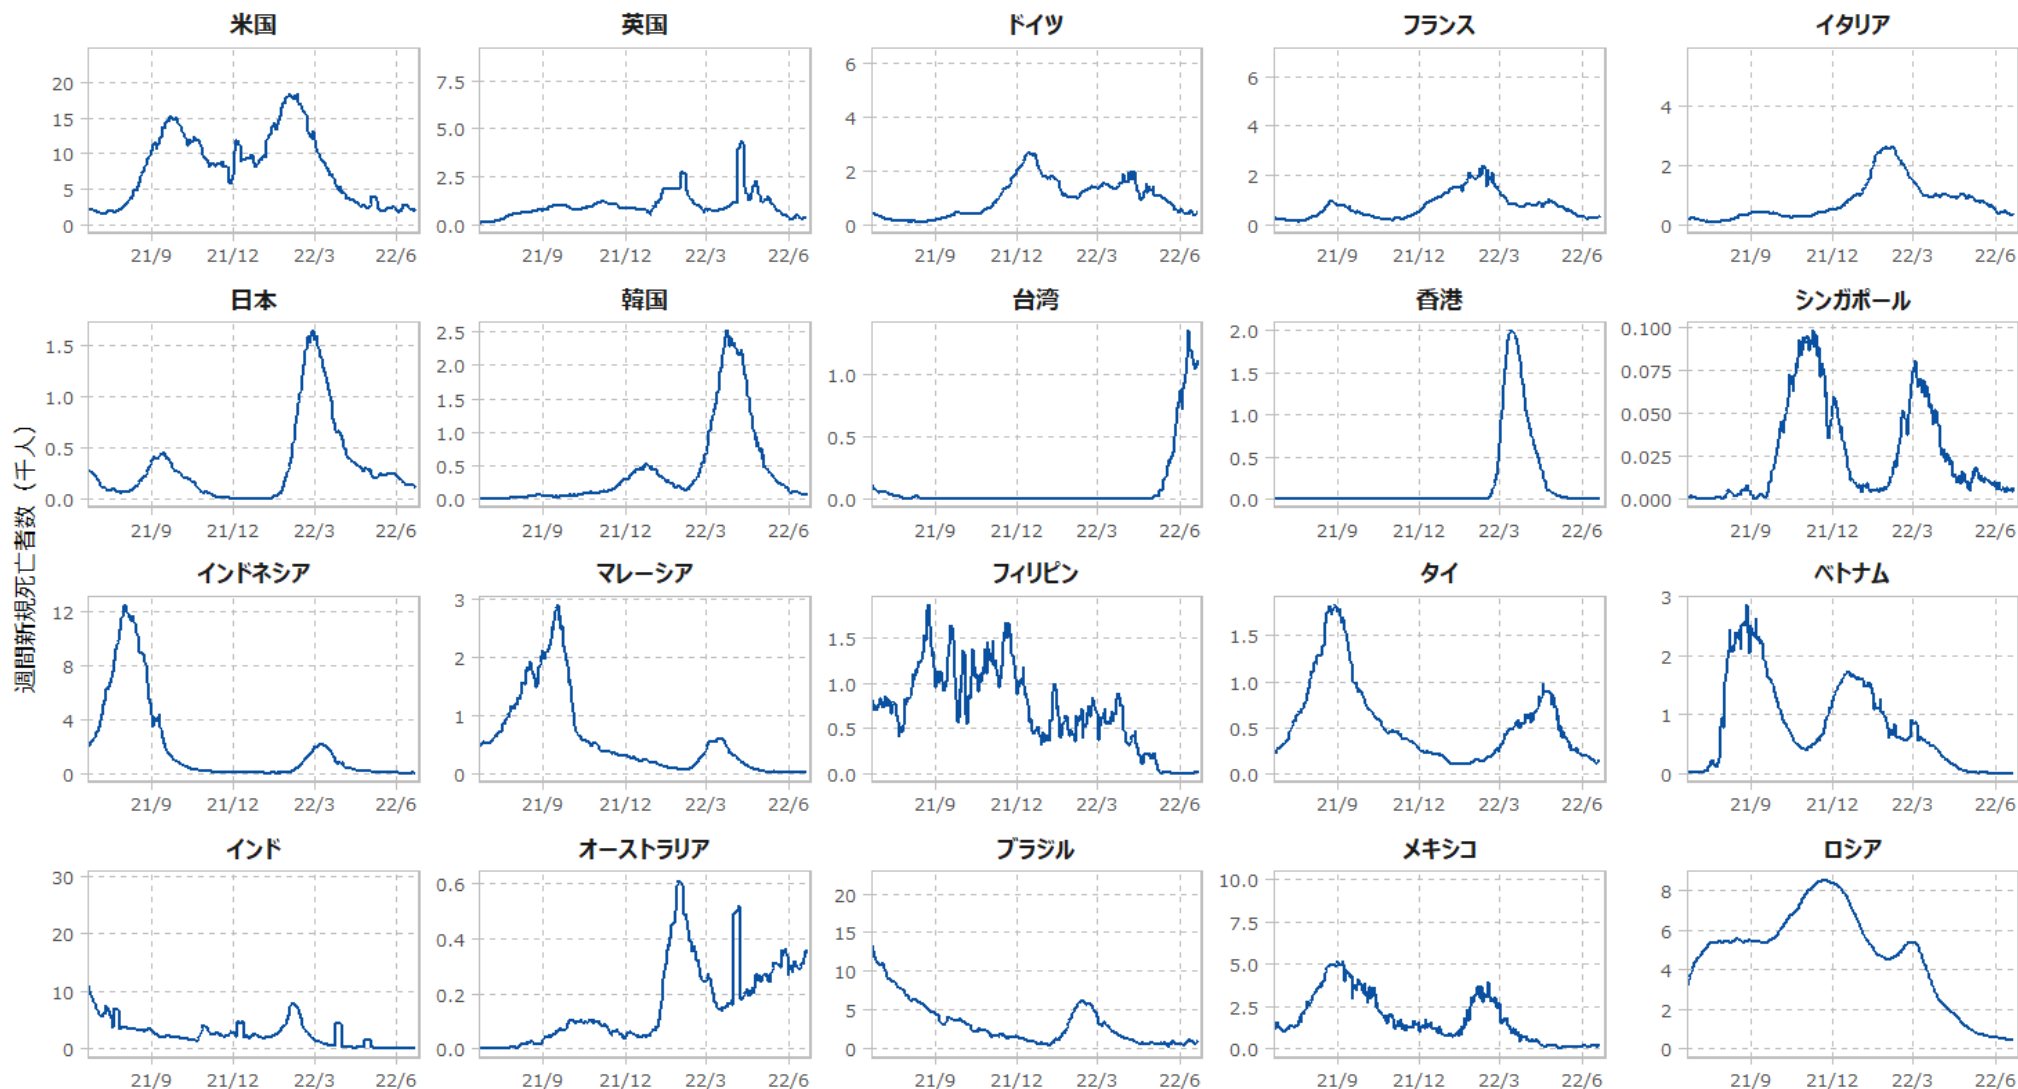 米国 英国 ドイツ フランス イタリア
20 7.5 6 6 4
15 5.0 4 4 2
10 2.5 2 2 0
5 0.0 0 0
0
21/9 21/12 22/3 22/6 21/9 21/12 22/3 22/6 21/9 21/12 22/3 22/6 21/9 21/12 22/3 22/6 21/9 21/12 22/3 22/6
週間新規死亡者数(千人)
日本 韓国 台湾 香港 シンガポール
1.5 2.5 1.0 2.0 0.100
1.0 2.0 0.5 1.5 0.075
0.5 1.5 0.0 1.0 0.050
0.0 1.0 0.5 0.025
0.5 0.0 0.000
0.0
21/9 21/12 22/3 22/6 21/9 21/12 22/3 22/6 21/9 21/12 22/3 22/6 21/9 21/12 22/3 22/6 21/9 21/12 22/3 22/6
インドネシア マレーシア フィリピン タイ ベトナム
12 3 1.5 1.5 3
8 2 1.0 1.0 2
4 1 0.5 0.5 1
0 0 0.0 0.0 0
21/9 21/12 22/3 22/6 21/9 21/12 22/3 22/6 21/9 21/12 22/3 22/6 21/9 21/12 22/3 22/6 21/9 21/12 22/3 22/6
インド オーストラリア ブラジル メキシコ ロシア
30 0.6 20 10.0 8
20 0.4 15 7.5 6
10 0.2 10 5.0 4
0 0.0 5 2.5 2
0 0.0 0
21/9 21/12 22/3 22/6 21/9 21/12 22/3 22/6 21/9 21/12 22/3 22/6 21/9 21/12 22/3 22/6 21/9 21/12 22/3 22/6